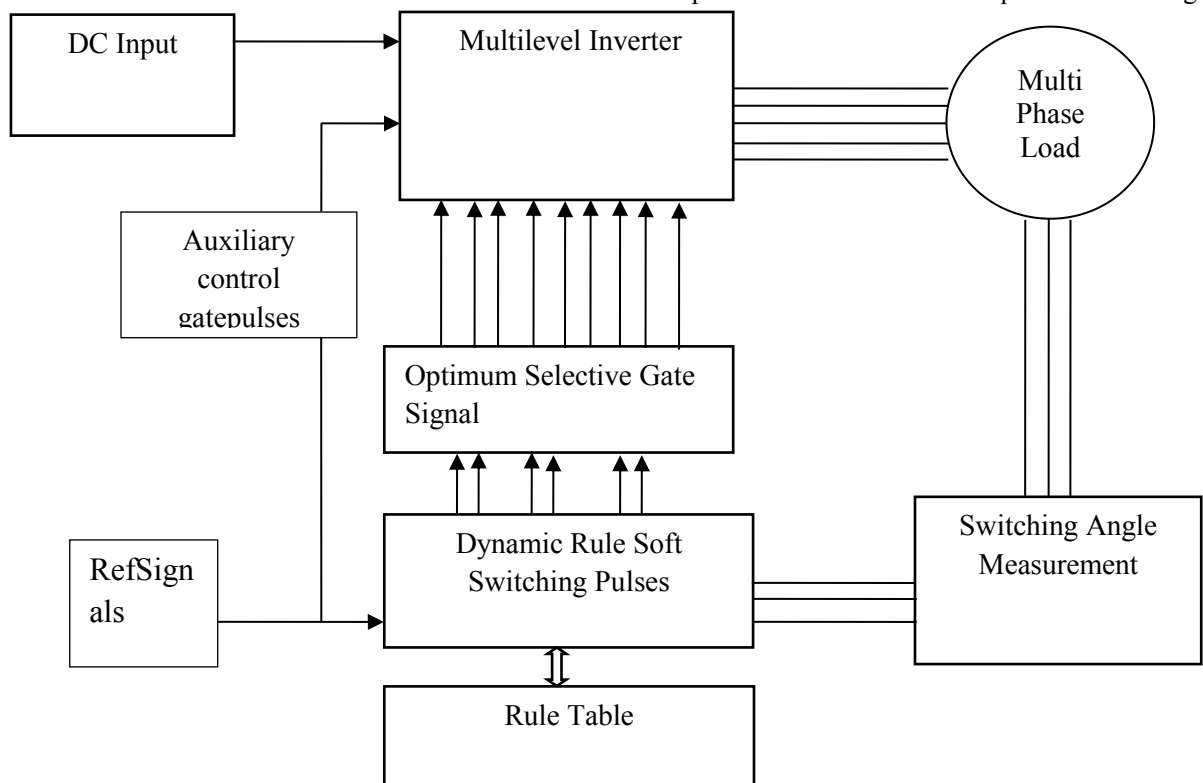 DC Input
Multilevel Inverter
Multi
Phase
Load
Auxiliary
control
gatepulses
Optimum Selective Gate
Signal
RefSign
als
Dynamic Rule Soft
Switching Pulses
Switching Angle
Measurement
Rule Table